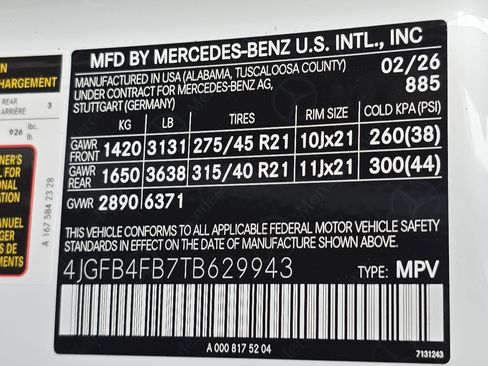 N
CHARGEMENT
REAR
ARRIÈRE
3
926 lbs.
lb.
A 167 584 23 28
MANUEL
MFD BY MERCEDES-BENZ U.S. INTL., INC
MANUFACTURED IN USA (ALABAMA, TUSCALOOSA COUNTY) 02/26
UNDER CONTRACT FOR MERCEDES-BENZ AG, 885
STUTTGART (GERMANY)
KG LB TIRES RIM SIZE COLD KPA (PSI)
GAWR FRONT 1420 3131 275/45 R21 10Jx21 260(38)
GAWR REAR 1650 3638 315/40 R21 11Jx21 300(44)
GVWR 2890 6371
THIS VEHICLE CONFORMS TO ALL APPLICABLE FEDERAL MOTOR VEHICLE SAFETY
STANDARDS IN EFFECT ON THE DATE OF MANUFACTURE SHOWN ABOVE.
4JGFB4FB7TB629943 TYPE: MPV
A 000 817 52 04
7131243